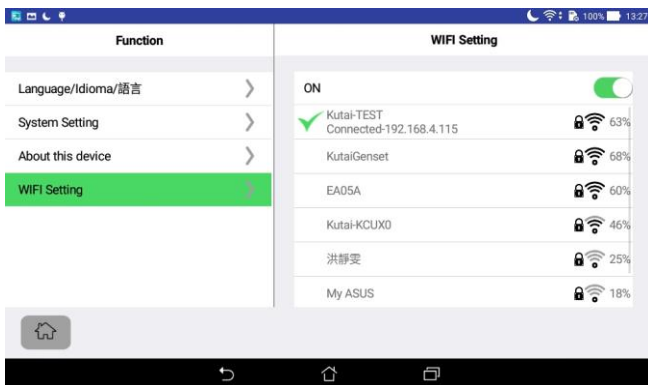 100% 13:27
Function
WIFI Setting
Language/Idioma/語言
System Setting
About this device
WIFI Setting
ON
Kutai-TEST
Connected-192.168.4.115
63%
KutaiGenset
68%
EA05A
60%
Kutai-KCUX0
46%
洪靜雯
25%
My ASUS
18%